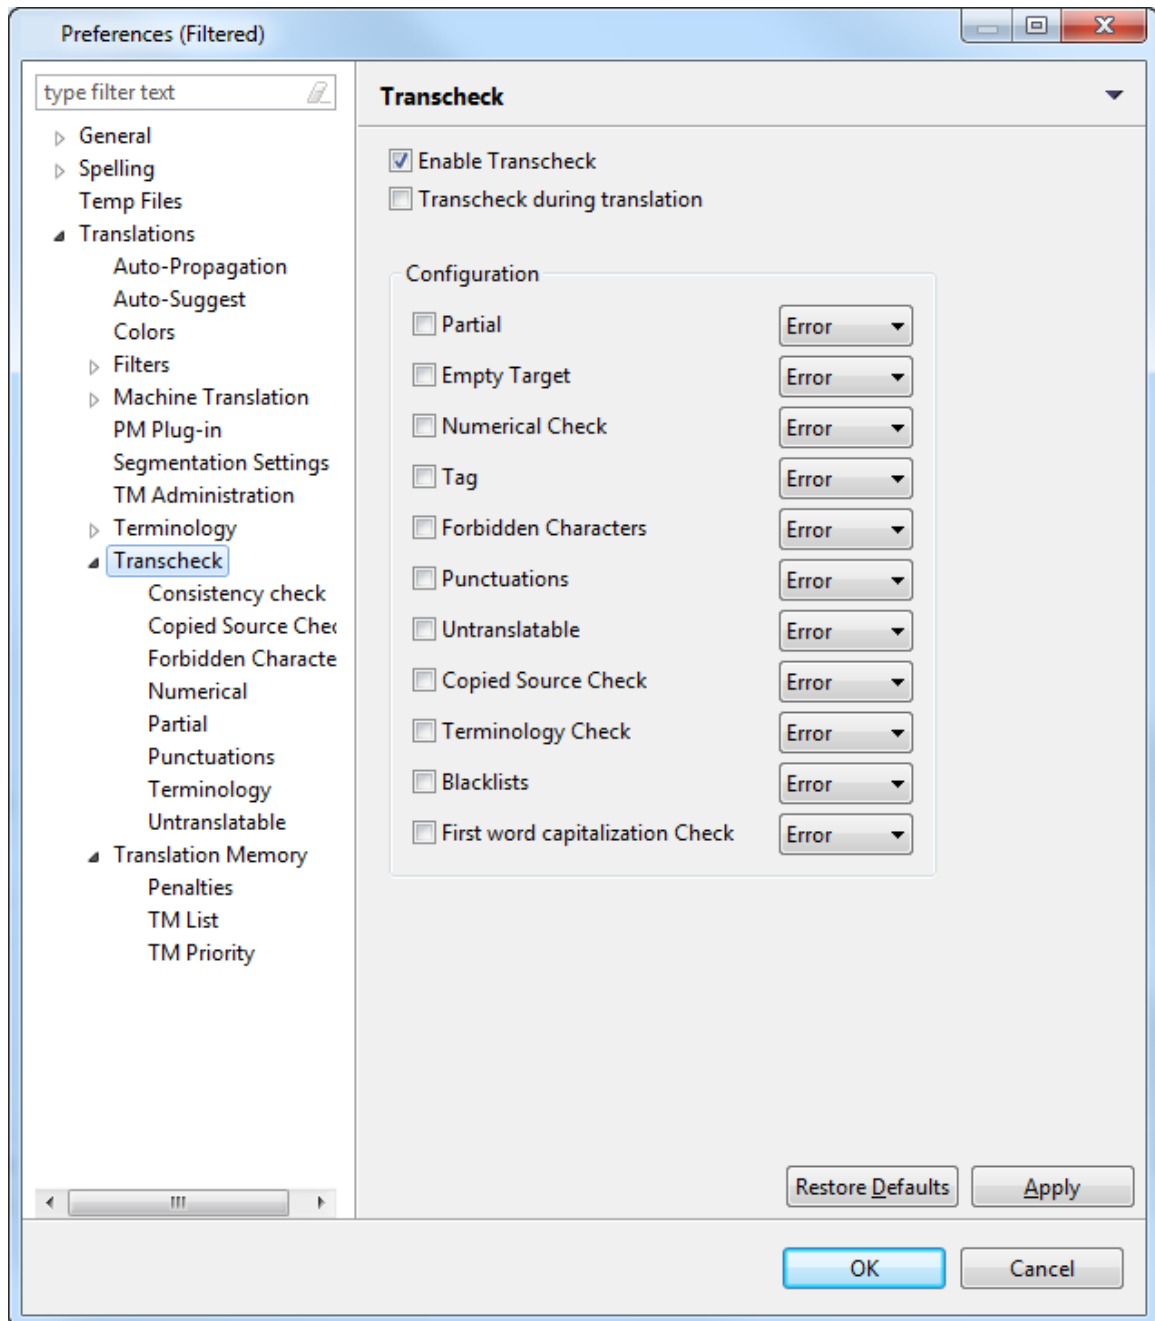 Preferences (Filtered)
type filter text
General
Spelling
Temp Files
Translations
Auto-Propagation
Auto-Suggest
Colors
Filters
Machine Translation
PM Plug-in
Segmentation Settings
TM Administration
Terminology
Transcheck
Consistency check
Copied Source Chec
Forbidden Characte
Numerical
Partial
Punctuations
Terminology
Untranslatable
Translation Memory
Penalties
TM List
TM Priority
Transcheck
Enable Transcheck
Transcheck during translation
Configuration
Partial Error
Empty Target Error
Numerical Check Error
Tag Error
Forbidden Characters Error
Punctuations Error
Untranslatable Error
Copied Source Check Error
Terminology Check Error
Blacklists Error
First word capitalization Check Error
Restore Defaults Apply
OK Cancel